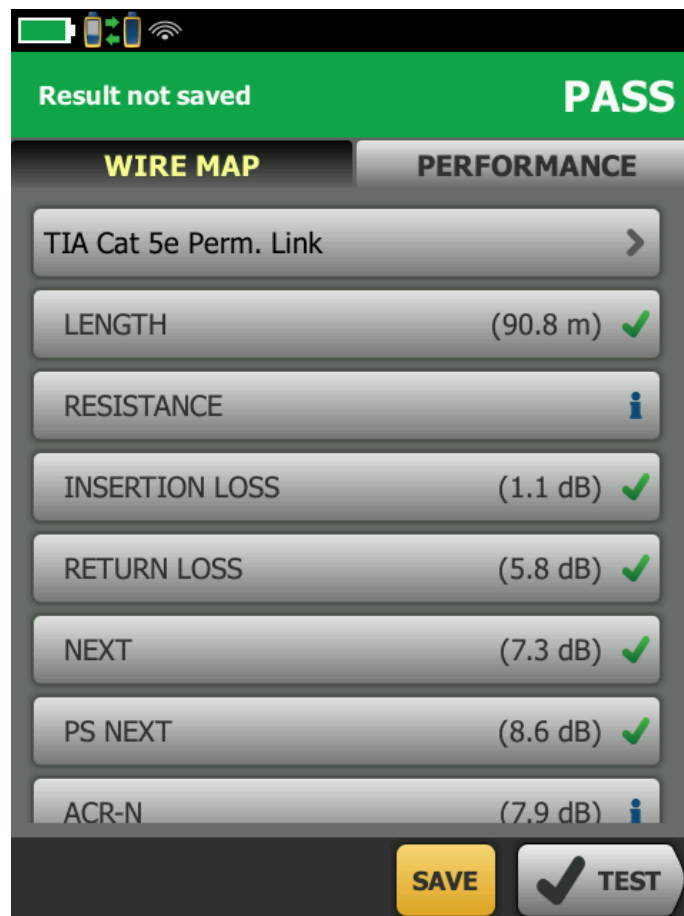 Result not saved PASS
WIRE MAP PERFORMANCE
TIA Cat 5e Perm. Link
LENGTH (90.8 m)
RESISTANCE
INSERTION LOSS (1.1 dB)
RETURN LOSS (5.8 dB)
NEXT (7.3 dB)
PS NEXT (8.6 dB)
ACR-N (7.9 dB)
SAVE TEST